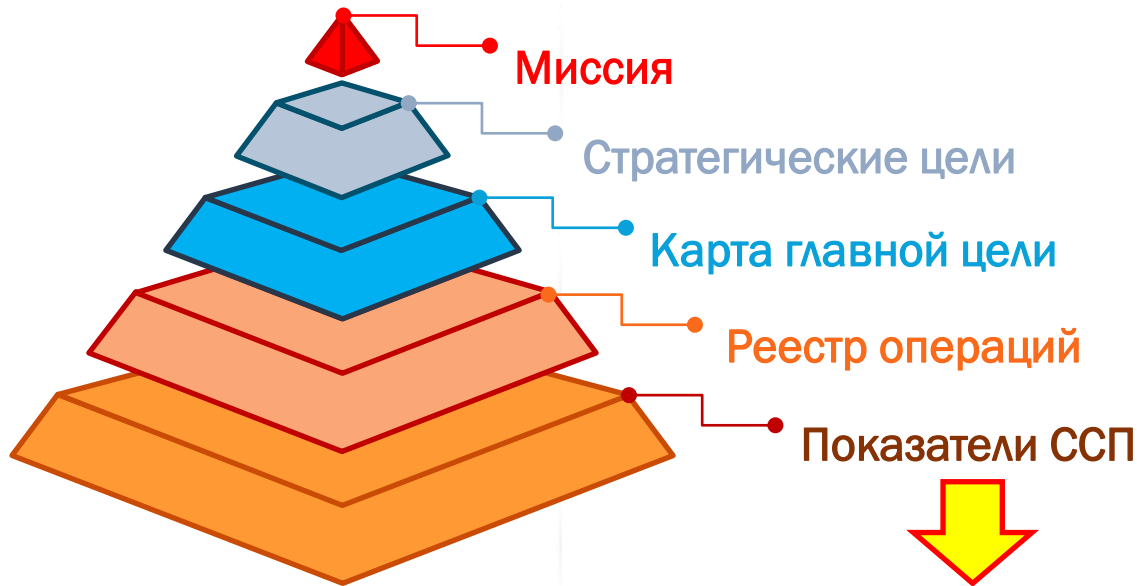 Миссия
Стратегические цели
Карта главной цели
Реестр операций
Показатели ССП